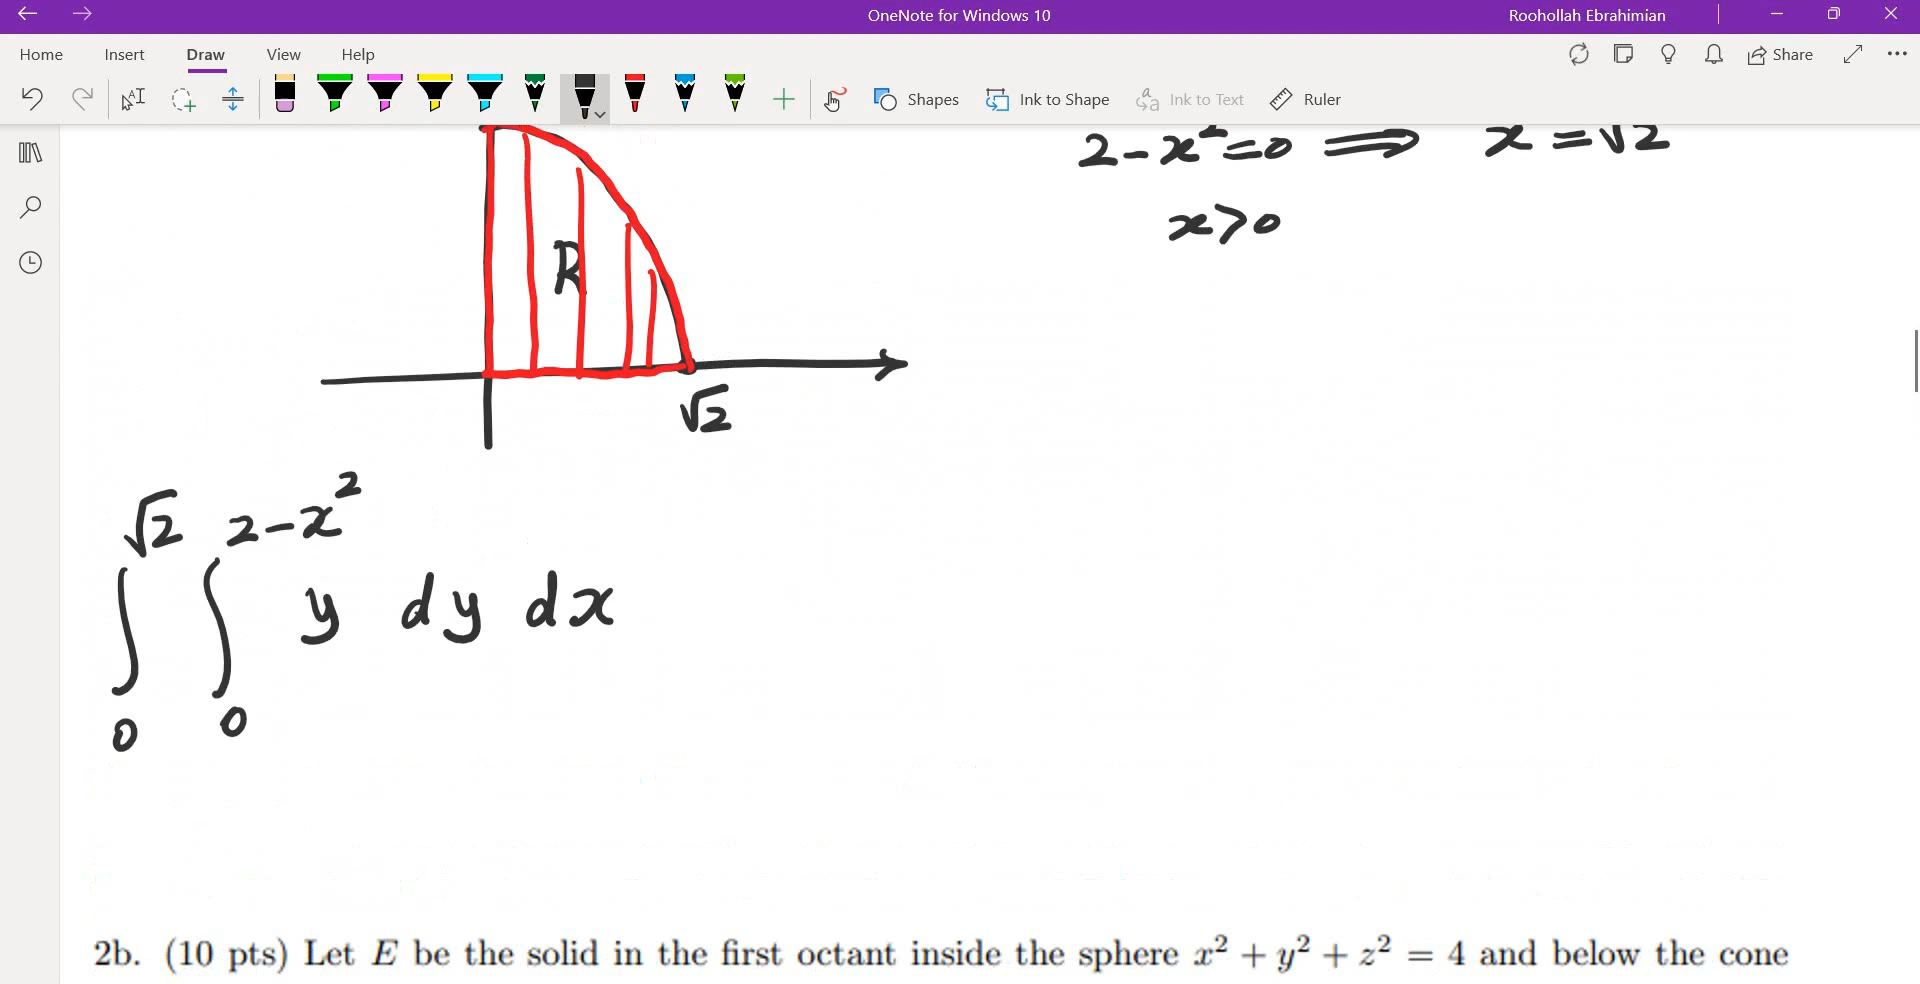 OneNote for Windows 10
Roohollah Ebrahimian
Home Insert Draw View Help
Share
Shapes
Ink to Shape
Ink to Text
Ruler
2-x²=0 ⟹ x=√2
x>0
R
√2
∫₀^√2 ∫₀^2-x² y dy dx
2b. (10 pts) Let E be the solid in the first octant inside the sphere x² + y² + z² = 4 and below the cone